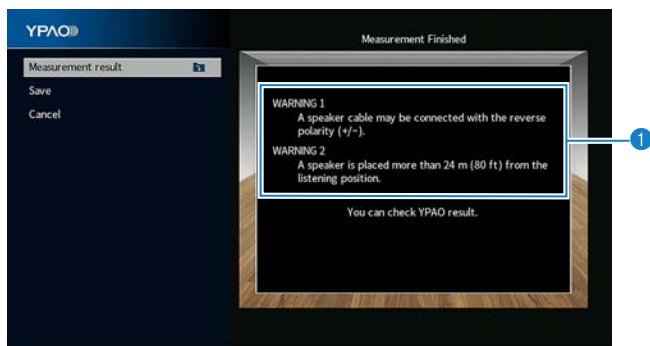 YPAO
Measurement Finished
Measurement result
Save
Cancel
WARNING 1
A speaker cable may be connected with the reverse
polarity (+/-).
WARNING 2
A speaker is placed more than 24 m (80 ft) from the
listening position.
You can check YPAO result.
1